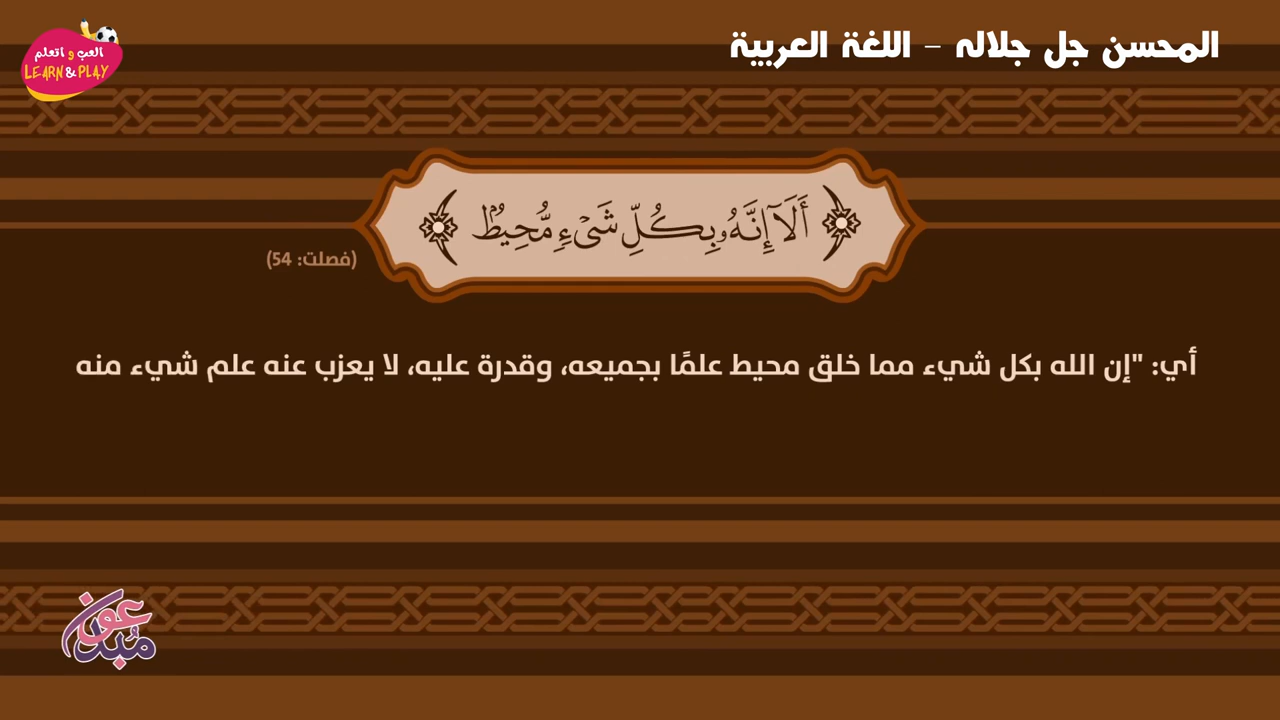 المحسن جل جلاله – اللغة العربية
العب و اتعلم
LEARN & PLAY
﴿ أَلَآ إِنَّهُۥ بِكُلِّ شَىْءٍ مُّحِيطٌۢ ﴾
(فصلت: 54)
أي: "إن الله بكل شيء مما خلق محيط علمًا بجميعه، وقدرة عليه، لا يعزب عنه علم شيء منه
مبدعون